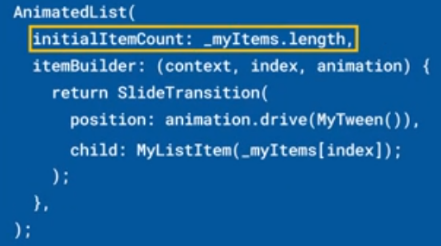 AnimatedList(
initialItemCount: _myItems.length,
itemBuilder: (context, index, animation) {
return SlideTransition(
position: animation.drive(MyTween()),
child: MyListItem(_myItems[index]);
);
},
);